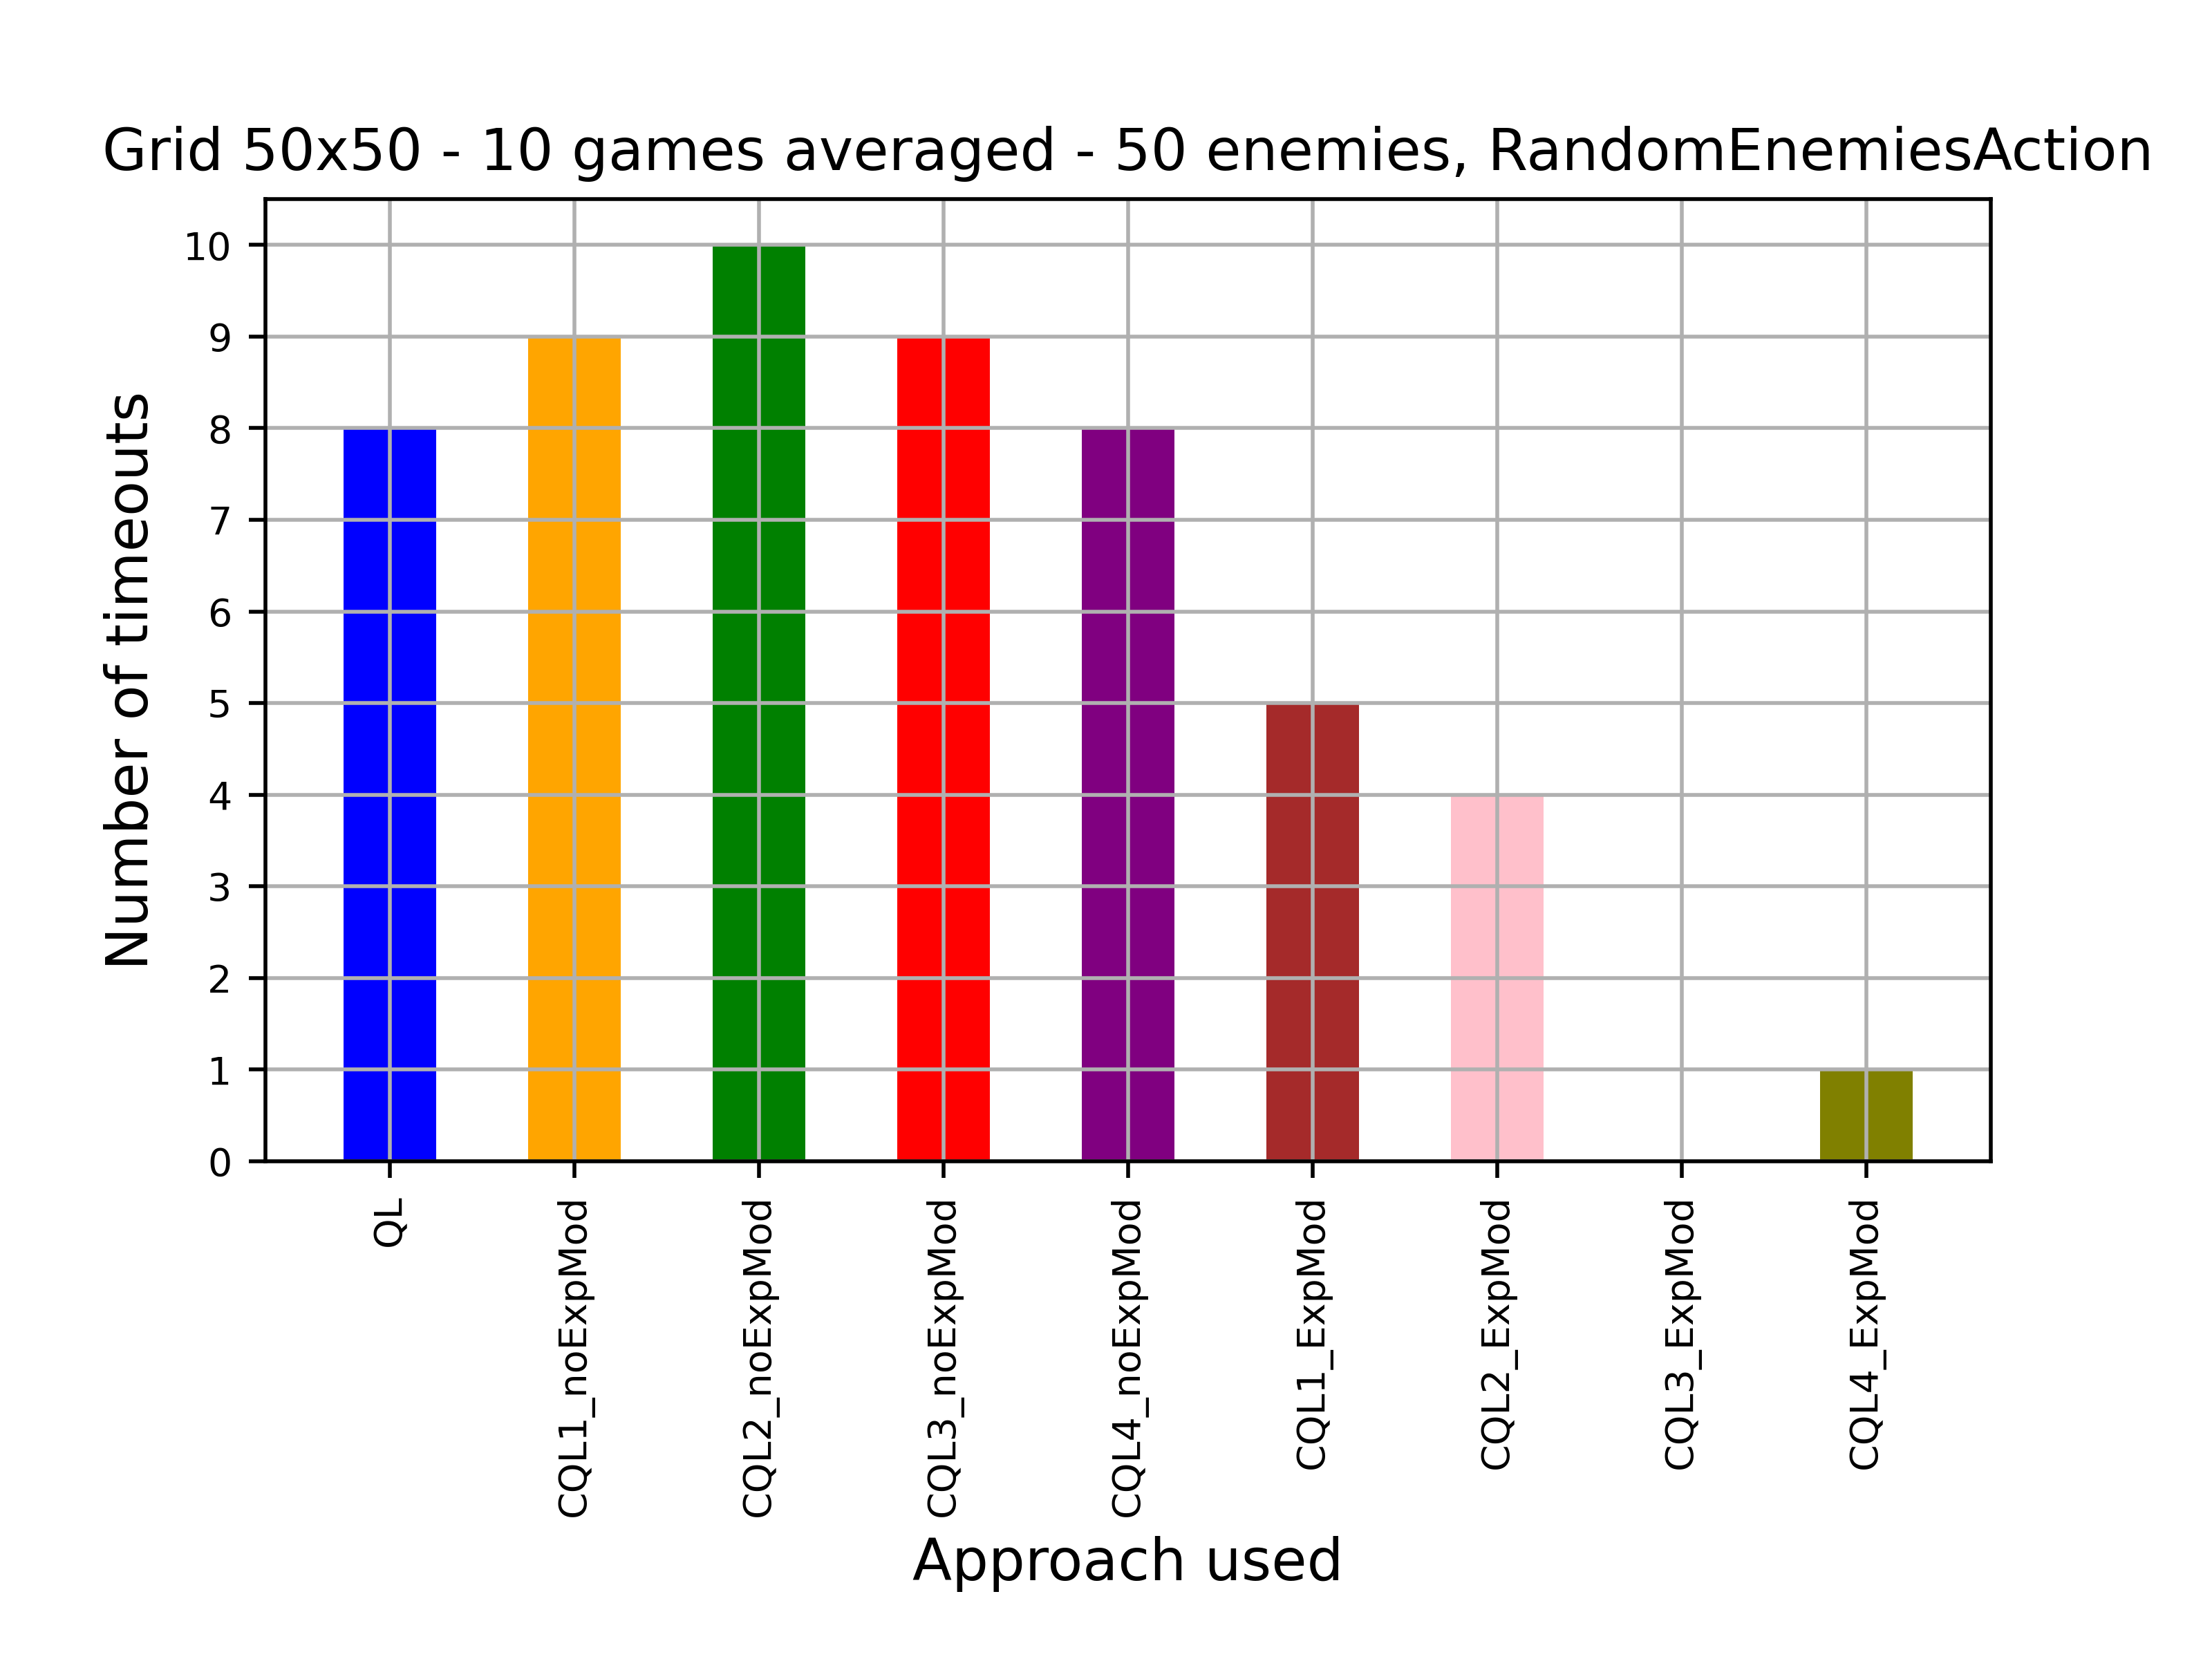 Grid 50x50 - 10 games averaged - 50 enemies, RandomEnemiesAction
Number of timeouts
10
9
8
7
6
5
4
3
2
1
0
QL
CQL1_noExpMod
CQL2_noExpMod
CQL3_noExpMod
CQL4_noExpMod
CQL1_ExpMod
CQL2_ExpMod
CQL3_ExpMod
CQL4_ExpMod
Approach used